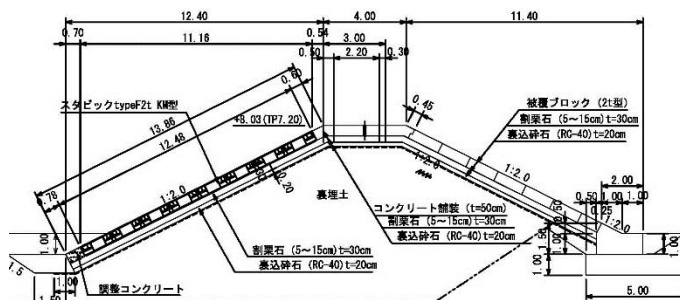 12.40
4.00
11.40
0.70
11.16
0.54
3.00
0.50
2.20
0.30
0.60
0.45
スタビックtypeF2t KM型
被覆ブロック (2t型)
割栗石 (5~15cm)t=30cm
裏込砕石 (RC-40)t=20cm
+8.03(TP7.20)
13.86
12.48
0.78
1:2.0
1:2.0
1:2.0
0.20
裏埋土
コンクリート舗装 (t=50cm)
割栗石 (5~15cm)t=30cm
裏込砕石 (RC-40)t=20cm
2.00
0.50
1.00
1.00
0.25
1:2.0
0.50
1.50
1.00
1.00
1.00
1.00
割栗石 (5~15cm)t=30cm
裏込砕石 (RC-40)t=20cm
1.00
調整コンクリート
5.00